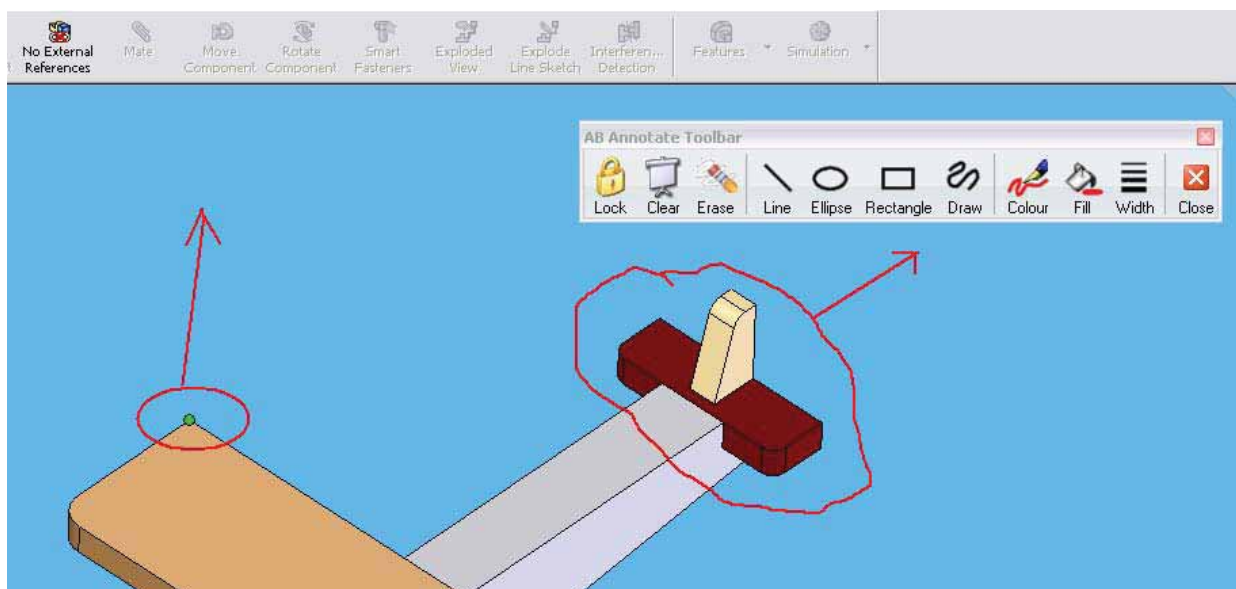 No External References
Mate
Move Component
Rotate Component
Smart Fasteners
Exploded View
Explode Line Sketch
Interferen... Detection
Features
Simulation
AB Annotate Toolbar
Lock Clear Erase Line Ellipse Rectangle Draw Colour Fill Width Close